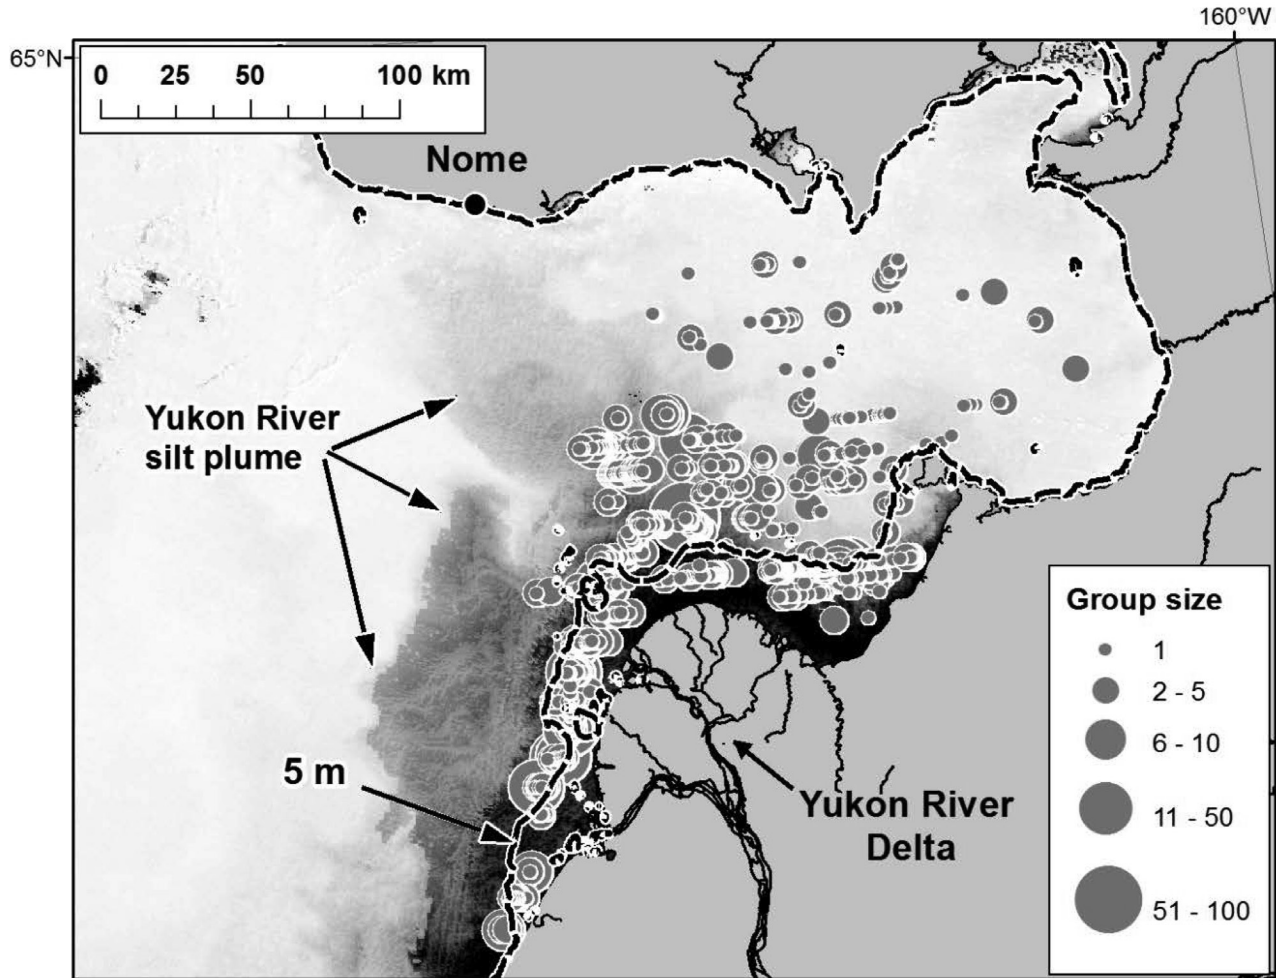 160°W
65°N
0 25 50 100 km
Nome
Yukon River
silt plume
5 m
Yukon River
Delta
Group size
1
2 - 5
6 - 10
11 - 50
51 - 100